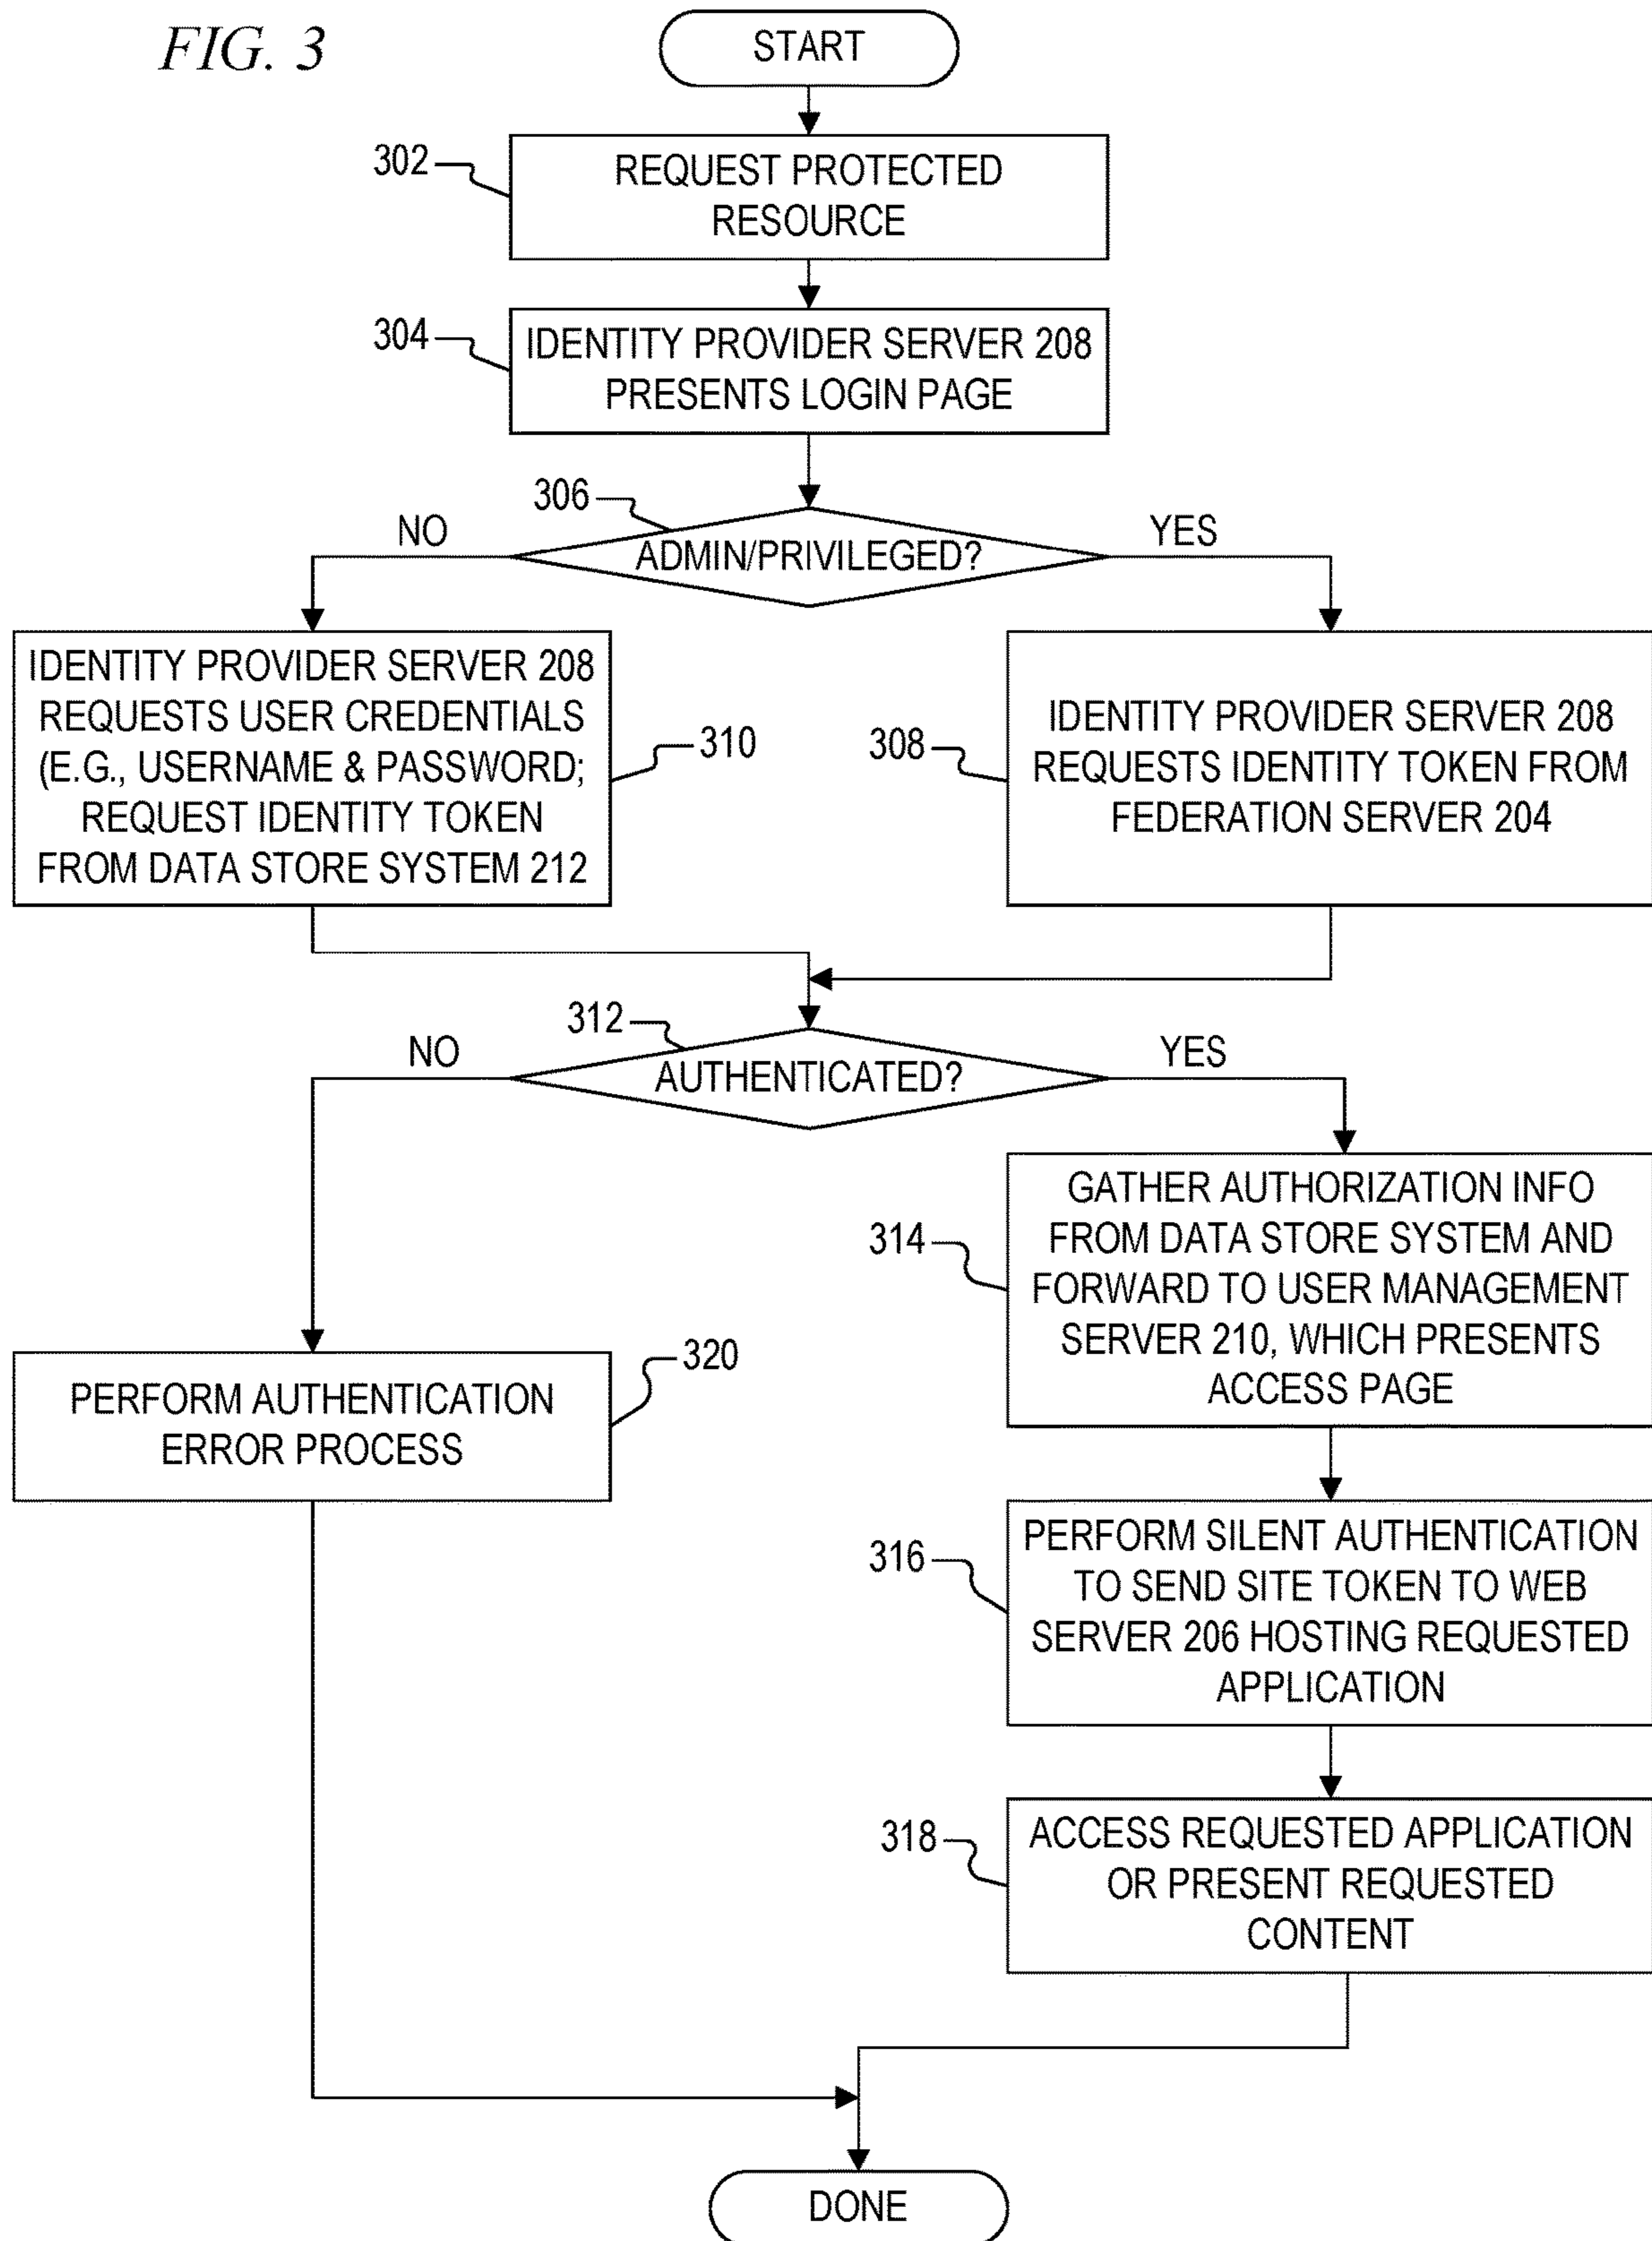 FIG. 3
START
302
REQUEST PROTECTED
RESOURCE
304
IDENTITY PROVIDER SERVER 208
PRESENTS LOGIN PAGE
306
NO
ADMIN/PRIVILEGED?
YES
IDENTITY PROVIDER SERVER 208
REQUESTS USER CREDENTIALS
(E.G., USERNAME & PASSWORD;
REQUEST IDENTITY TOKEN
FROM DATA STORE SYSTEM 212
310
308
IDENTITY PROVIDER SERVER 208
REQUESTS IDENTITY TOKEN FROM
FEDERATION SERVER 204
312
NO
AUTHENTICATED?
YES
314
GATHER AUTHORIZATION INFO
FROM DATA STORE SYSTEM AND
FORWARD TO USER MANAGEMENT
SERVER 210, WHICH PRESENTS
ACCESS PAGE
320
PERFORM AUTHENTICATION
ERROR PROCESS
316
PERFORM SILENT AUTHENTICATION
TO SEND SITE TOKEN TO WEB
SERVER 206 HOSTING REQUESTED
APPLICATION
318
ACCESS REQUESTED APPLICATION
OR PRESENT REQUESTED
CONTENT
DONE